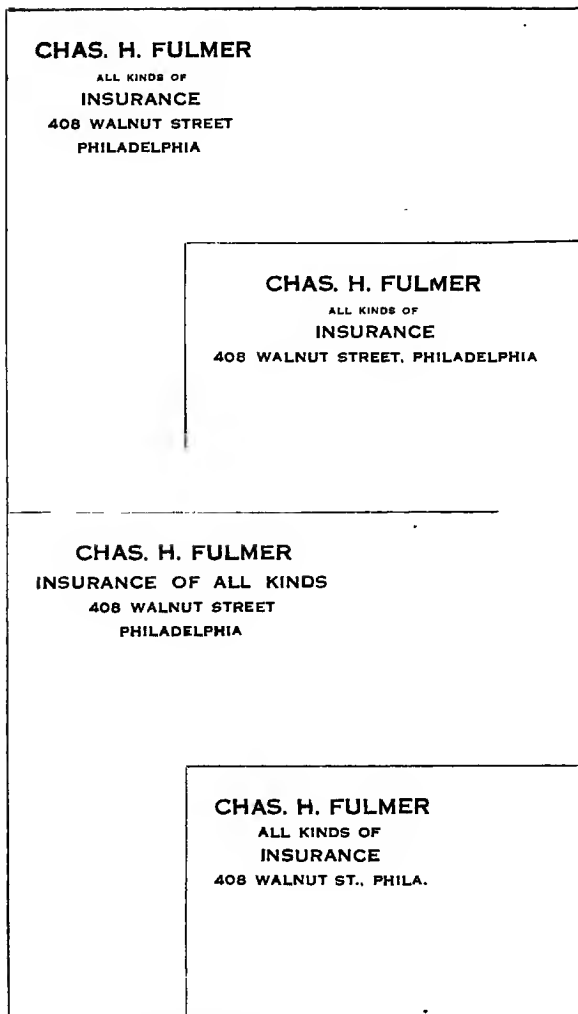 CHAS. H. FULMER
ALL KINDS OF
INSURANCE
408 WALNUT STREET
PHILADELPHIA
CHAS. H. FULMER
ALL KINDS OF
INSURANCE
408 WALNUT STREET, PHILADELPHIA
CHAS. H. FULMER
INSURANCE OF ALL KINDS
408 WALNUT STREET
PHILADELPHIA
CHAS. H. FULMER
ALL KINDS OF
INSURANCE
408 WALNUT ST., PHILA.